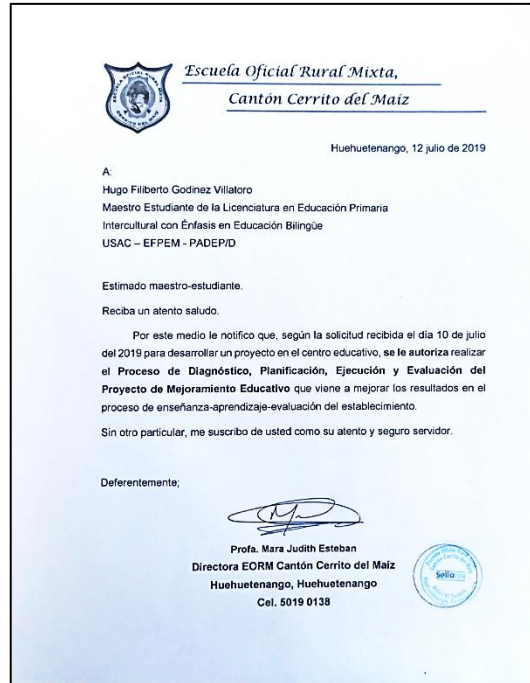 Escuela Oficial Rural Mixta,
Cantón Cerrito del Maíz
Huehuetenango, 12 julio de 2019
A:
Hugo Filiberto Godinez Villatoro
Maestro Estudiante de la Licenciatura en Educación Primaria
Intercultural con Énfasis en Educación Bilingüe
USAC – EFPEM - PADEP/D
Estimado maestro-estudiante.
Reciba un atento saludo.
Por este medio le notifico que, según la solicitud recibida el día 10 de julio
del 2019 para desarrollar un proyecto en el centro educativo, se le autoriza realizar
el Proceso de Diagnóstico, Planificación, Ejecución y Evaluación del
Proyecto de Mejoramiento Educativo que viene a mejorar los resultados en el
proceso de enseñanza-aprendizaje-evaluación del establecimiento.
Sin otro particular, me suscribo de usted como su atento y seguro servidor.
Deferentemente;
Profa. Mara Judith Esteban
Directora EORM Cantón Cerrito del Maíz
Huehuetenango, Huehuetenango
Cel. 5019 0138
Sello